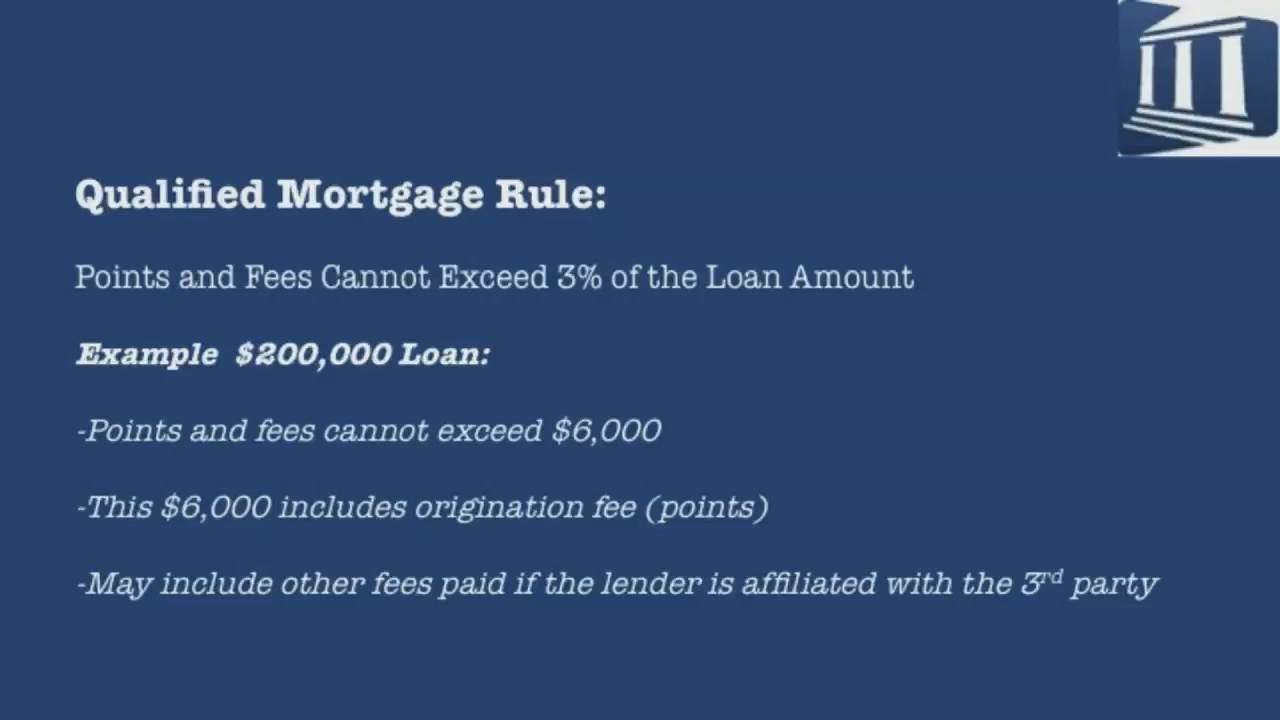 Qualified Mortgage Rule:
Points and Fees Cannot Exceed 3% of the Loan Amount
Example $200,000 Loan:
-Points and fees cannot exceed $6,000
-This $6,000 includes origination fee (points)
-May include other fees paid if the lender is affiliated with the 3rd party